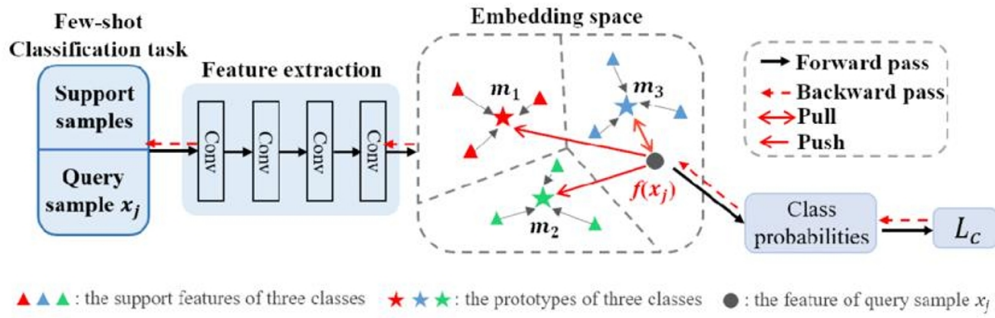 Few-shot
Classification task
Support
samples
Query
sample xⱼ
Feature extraction
Conv
Conv
Conv
Conv
Embedding space
m₁
m₃
m₂
f(xⱼ)
Forward pass
Backward pass
Pull
Push
Class
probabilities
L_C
: the support features of three classes
: the prototypes of three classes
: the feature of query sample xⱼ